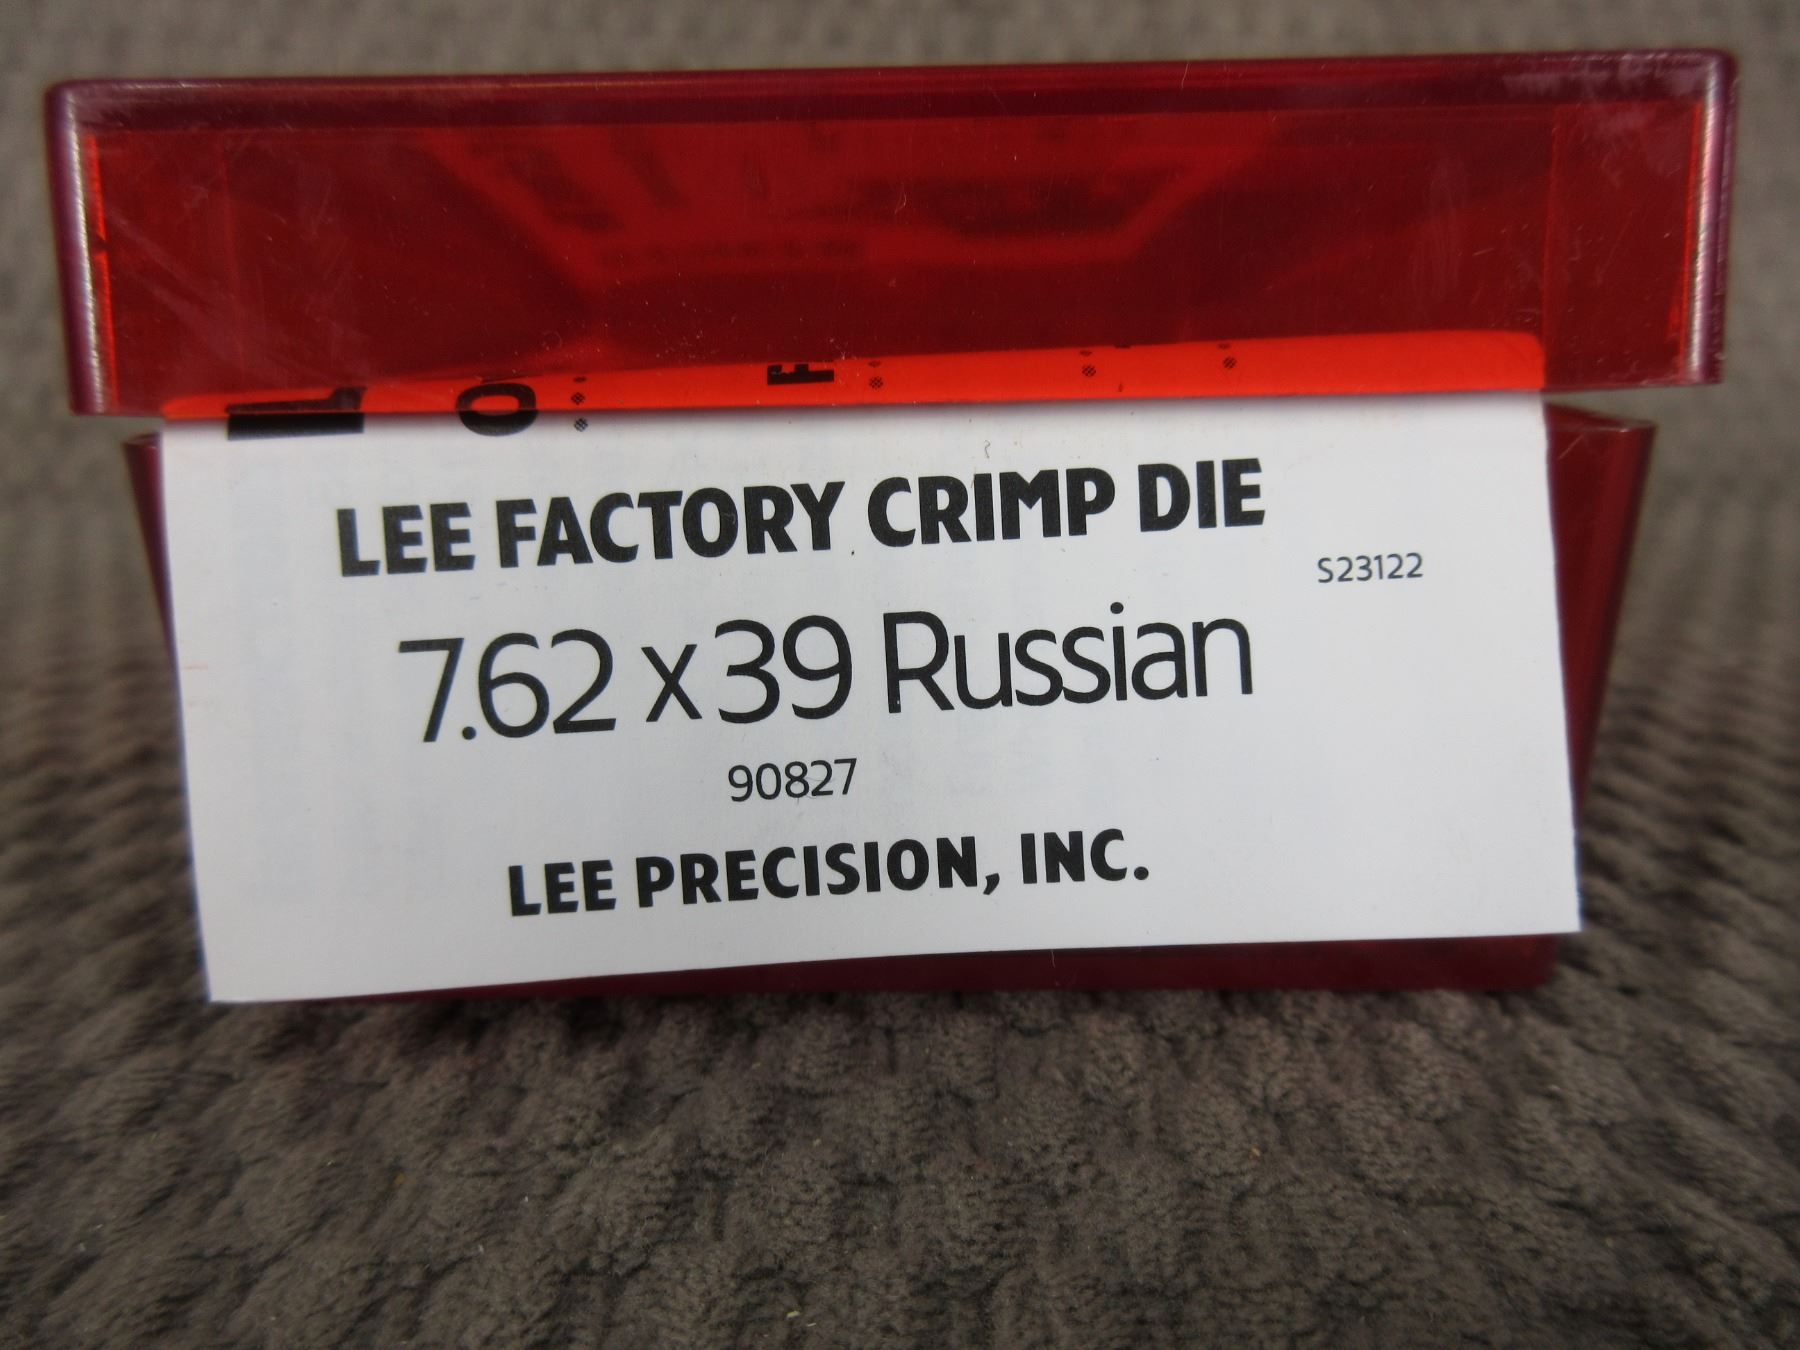 LEE FACTORY CRIMP DIE
S23122
7.62 x 39 Russian
90827
LEE PRECISION, INC.